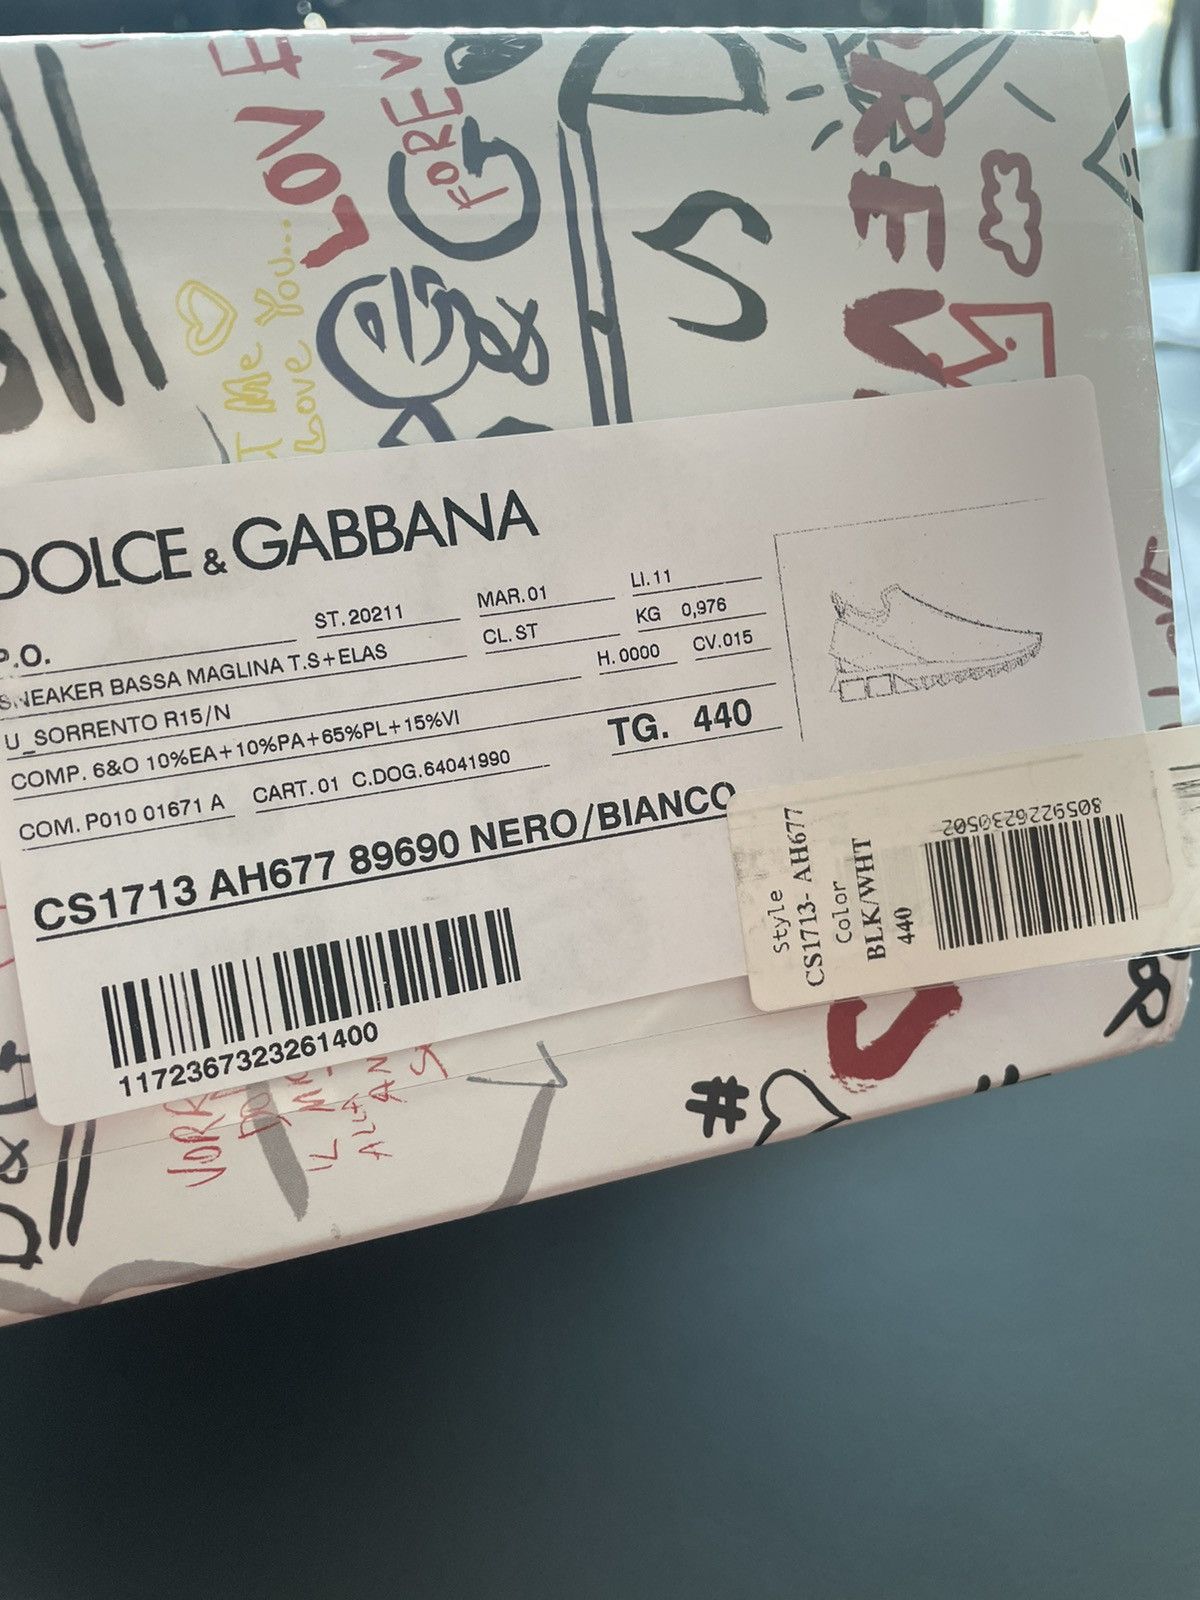 LOVE
FOREVER
I Me
Love You...
DOLCE & GABBANA
P.O.
ST.20211
MAR.01
LI.11
SNEAKER BASSA MAGLINA T.S+ELAS
CL.ST
KG 0,976
U_SORRENTO R15/N
H.0000
CV.015
COMP. 6&O 10%EA+10%PA+65%PL+15%VI
TG. 440
COM. P010 01671 A
CART.01 C.DOG.64041990
CS1713 AH677 89690 NERO/BIANCO
1172367323261400
Style
CS1713- AH677
Color
BLK/WHT
440
8059226230502
#